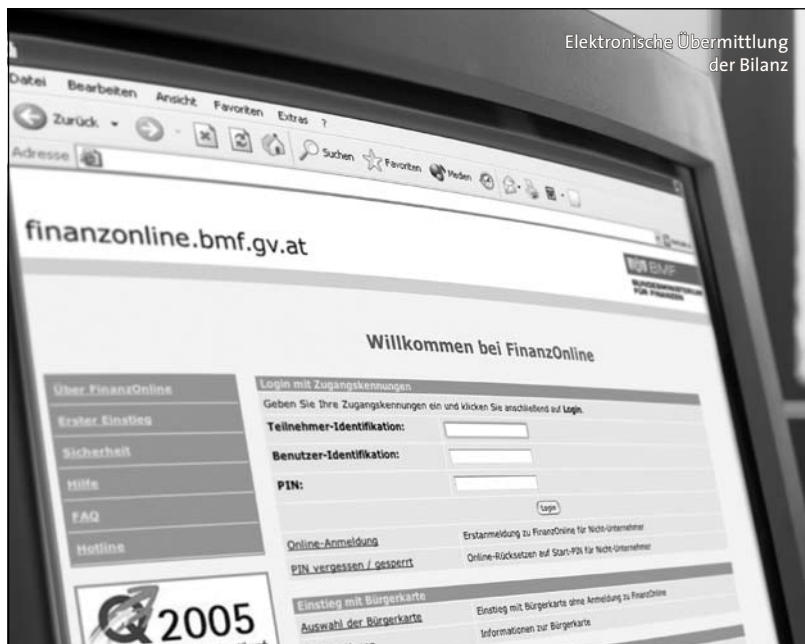 Elektronische Übermittlung
der Bilanz
Datei Bearbeiten Ansicht Favoriten Extras ?
Zurück Suchen Favoriten Medien
Adresse
finanzonline.bmf.gv.at
BMF
BUNDESMINISTERIUM
FÜR FINANZEN
Willkommen bei FinanzOnline
Über FinanzOnline
Erster Einstieg
Sicherheit
Hilfe
FAQ
Hotline
Login mit Zugangskennungen
Geben Sie Ihre Zugangskennungen ein und klicken Sie anschließend auf Login.
Teilnehmer-Identifikation:
Benutzer-Identifikation:
PIN:
Login
Online-Anmeldung Erstanmeldung zu FinanzOnline für Nicht-Unternehmer
PIN vergessen / gesperrt Online-Rücksetzen auf Start-PIN für Nicht-Unternehmer
Einstieg mit Bürgerkarte
Auswahl der Bürgerkarte Einstieg mit Bürgerkarte ohne Anmeldung zu FinanzOnline
Informationen zur Bürgerkarte
2005